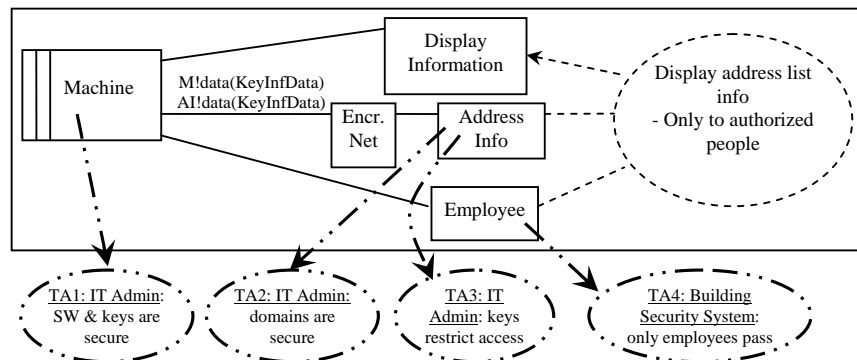 Display
Information
Machine
M!data(KeyInfData)
AI!data(KeyInfData)
Encr.
Net
Address
Info
Employee
Display address list
info
- Only to authorized
people
TA1: IT Admin:
SW & keys are
secure
TA2: IT Admin:
domains are
secure
TA3: IT
Admin: keys
restrict access
TA4: Building
Security System:
only employees pass